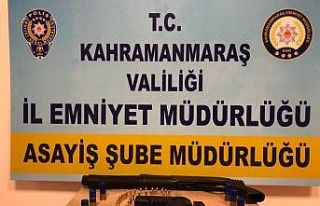 T.C.
KAHRAMANMARAŞ
VALİLİĞİ
İL EMNİYET MÜDÜRLÜĞÜ
ASAYİŞ ŞUBE MÜDÜRLÜĞÜ